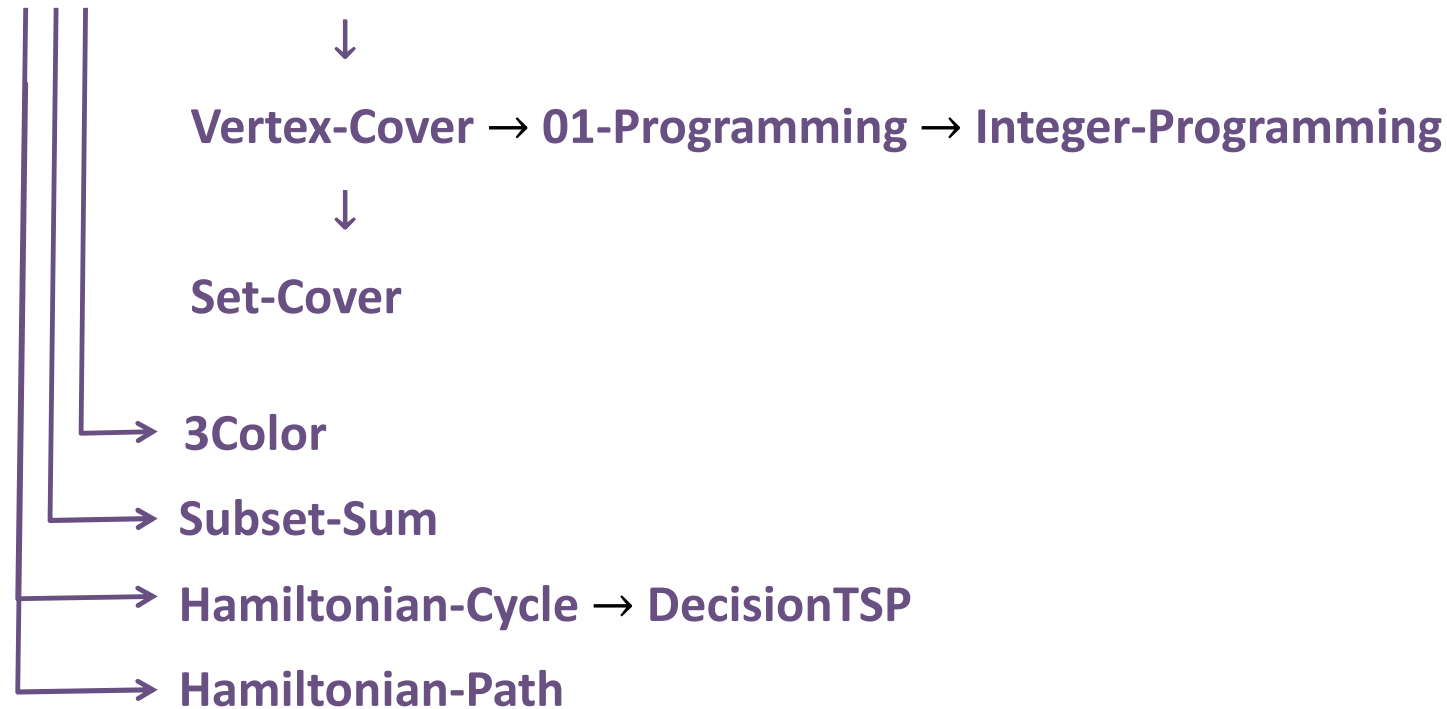 ↓
Vertex-Cover → 01-Programming → Integer-Programming
↓
Set-Cover
3Color
Subset-Sum
Hamiltonian-Cycle → DecisionTSP
Hamiltonian-Path